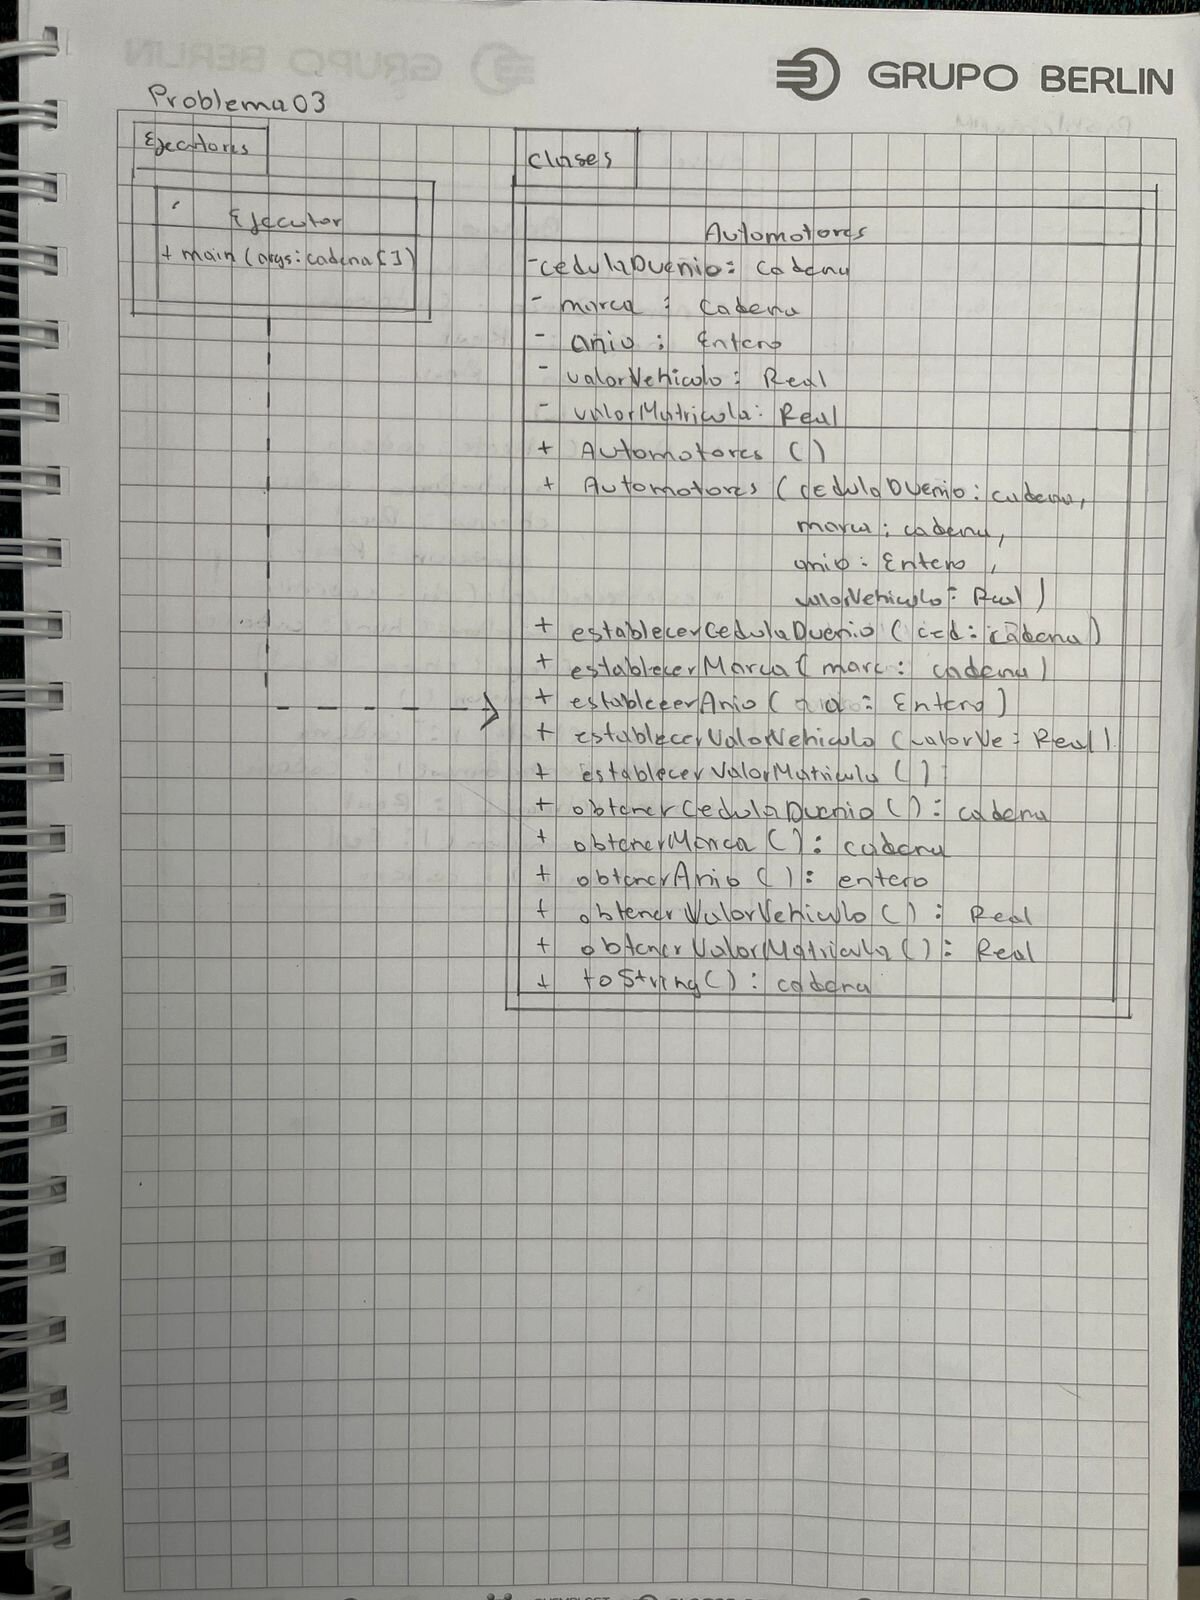 GRUPO BERLIN
Problema03
Ejecutores
Ejecutor
+ main (args: cadena[])
clases
Automotores
- cedulaDuenio: cadena
- marca : cadena
- anio : Entero
- valorVehiculo : Real
- valorMatricula: Real
+ Automotores ()
+ Automotores (cedulaDuenio: cadena,
marca: cadena,
anio: Entero,
valorVehiculo: Real)
+ establecerCedulaDuenio (ced: cadena)
+ establecerMarca (marc: cadena)
+ establecerAnio ( a : Entero)
+ establecerValorVehiculo (valorVe: Real)
+ establecerValorMatricula ()
+ obtenerCedulaDuenio () : cadena
+ obtenerMarca () : cadena
+ obtenerAnio () : entero
+ obtenerValorVehiculo () : Real
+ obtenerValorMatricula () : Real
+ toString() : cadena